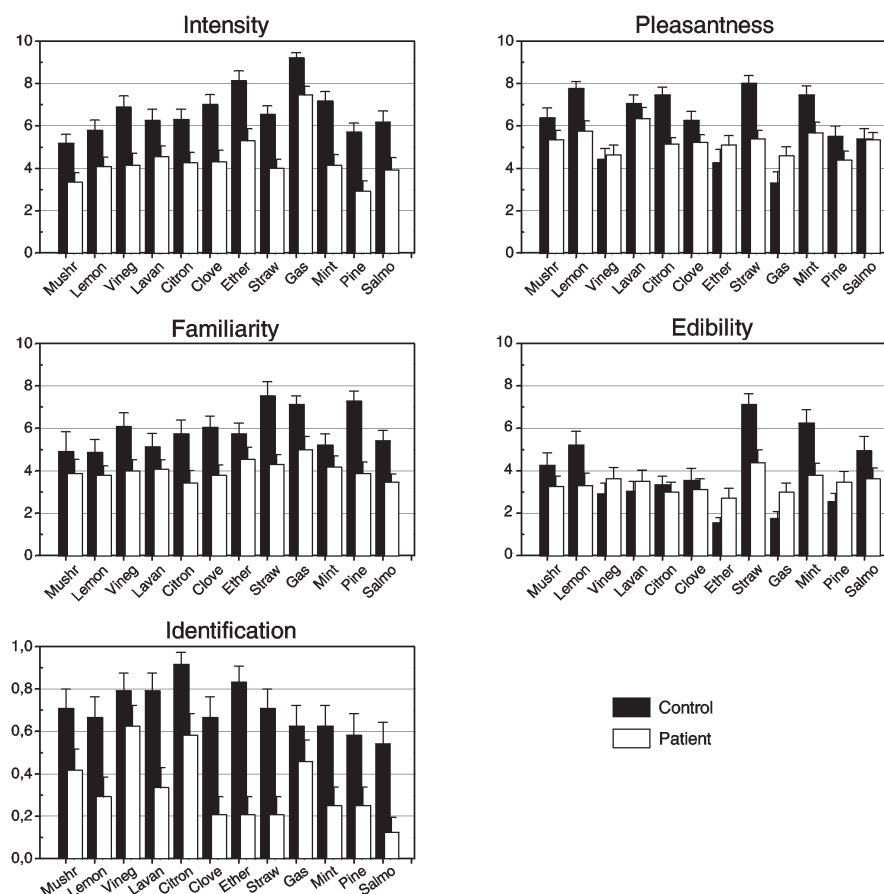 Intensity
10
8
6
4
2
0
Mushr Lemon Vineg Lavan Citron Clove Ether Straw Gas Mint Pine Salmo
Pleasantness
10
8
6
4
2
0
Mushr Lemon Vineg Lavan Citron Clove Ether Straw Gas Mint Pine Salmo
Familiarity
10
8
6
4
2
0
Mushr Lemon Vineg Lavan Citron Clove Ether Straw Gas Mint Pine Salmo
Edibility
10
8
6
4
2
0
Mushr Lemon Vineg Lavan Citron Clove Ether Straw Gas Mint Pine Salmo
Identification
1,0
0,8
0,6
0,4
0,2
0,0
Mushr Lemon Vineg Lavan Citron Clove Ether Straw Gas Mint Pine Salmo
Control
Patient